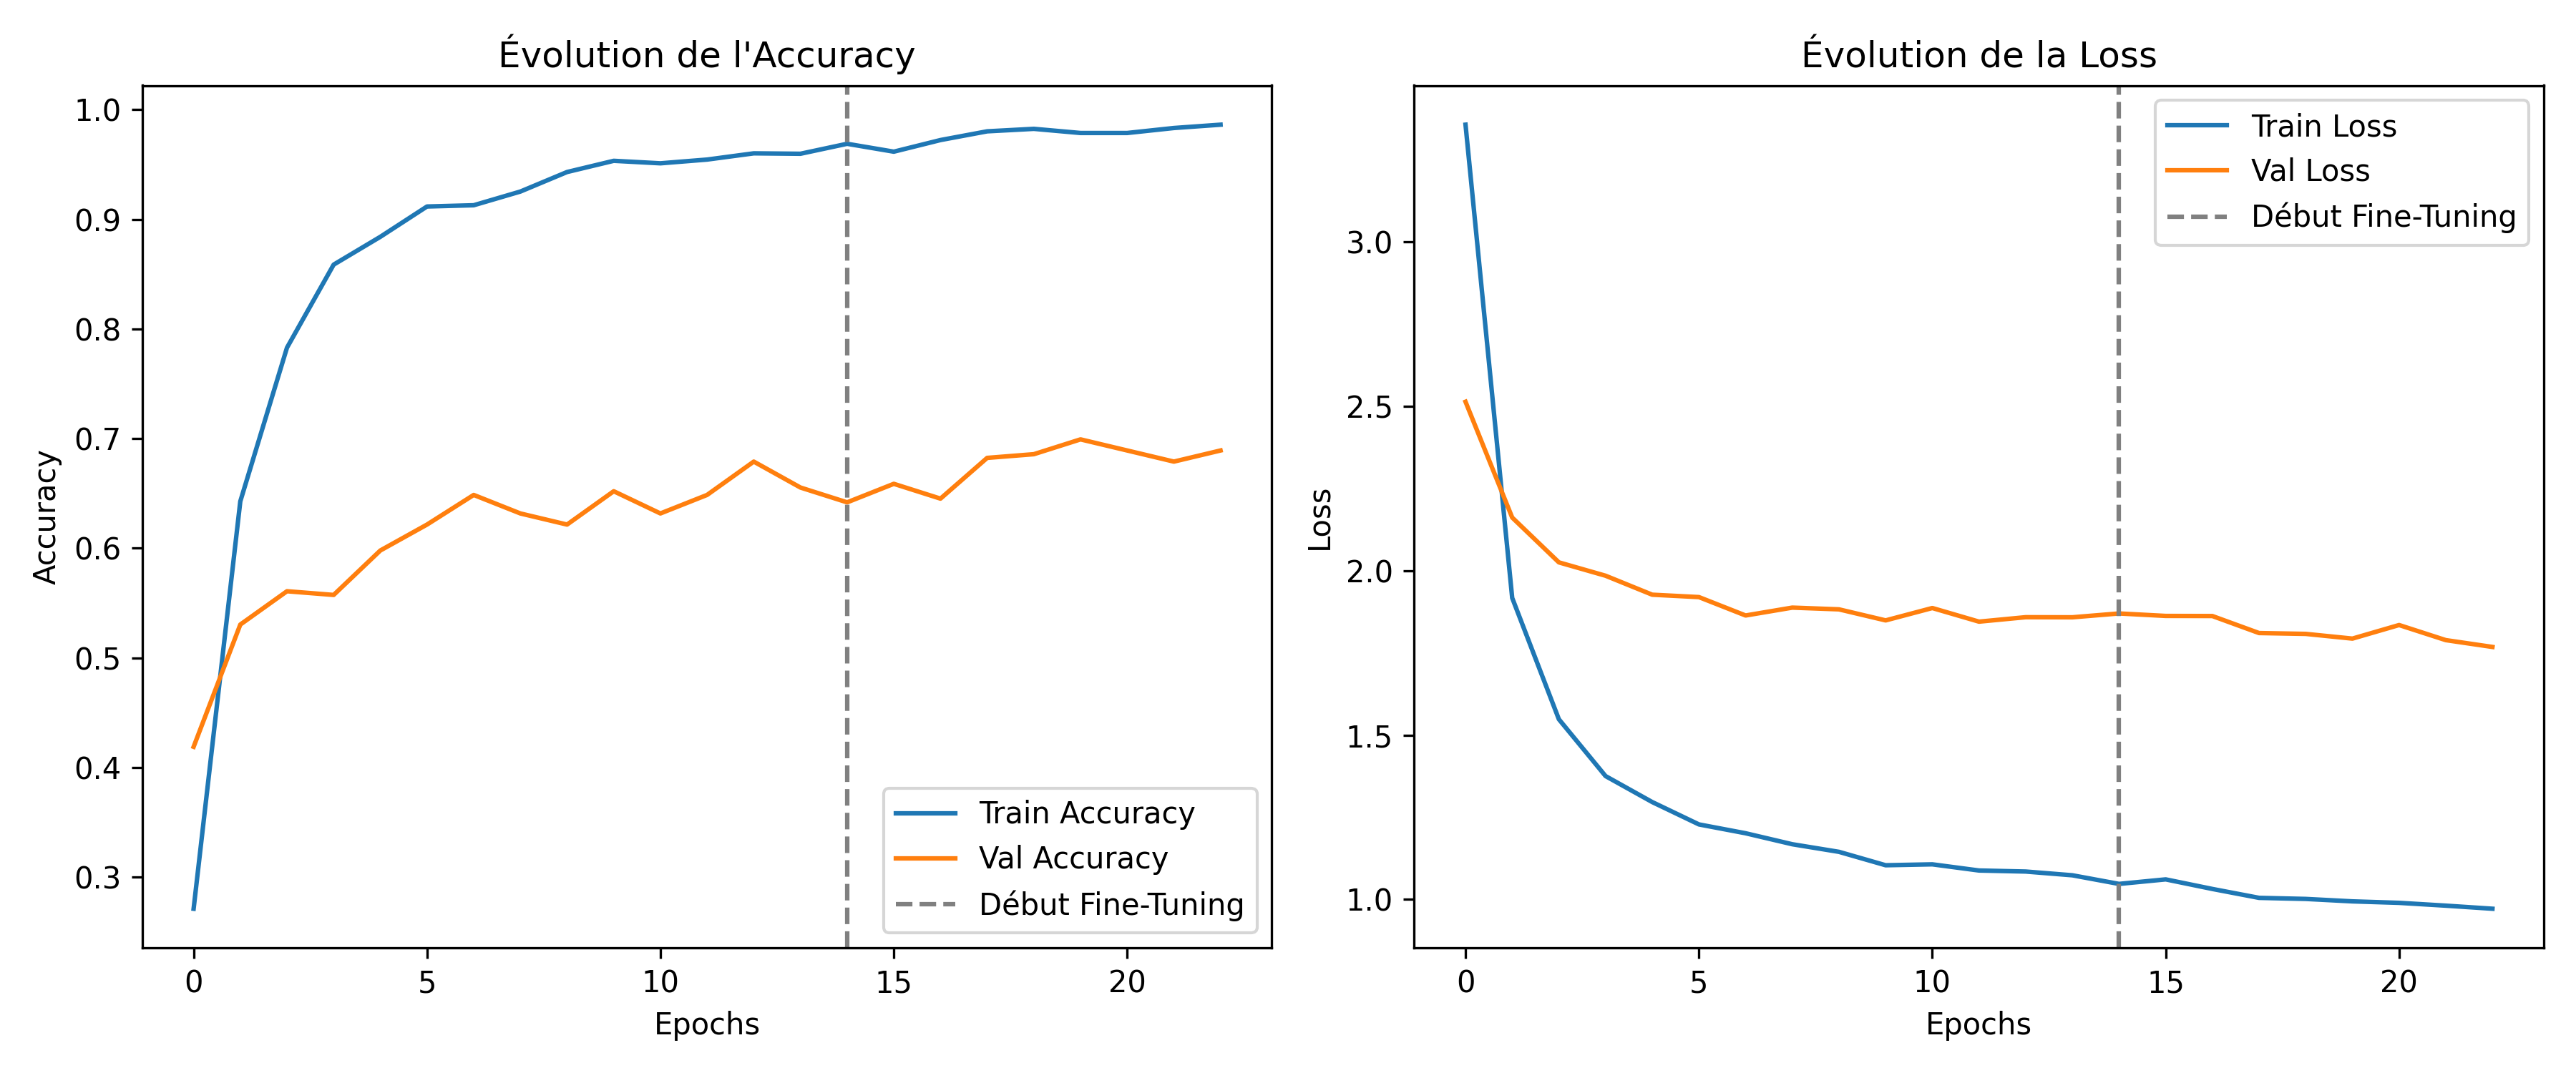 Évolution de l'Accuracy
1.0
0.9
0.8
0.7
0.6
0.5
0.4
0.3
Accuracy
0
5
10
15
20
Epochs
Train Accuracy
Val Accuracy
Début Fine-Tuning
Évolution de la Loss
3.0
2.5
2.0
1.5
1.0
Loss
0
5
10
15
20
Epochs
Train Loss
Val Loss
Début Fine-Tuning